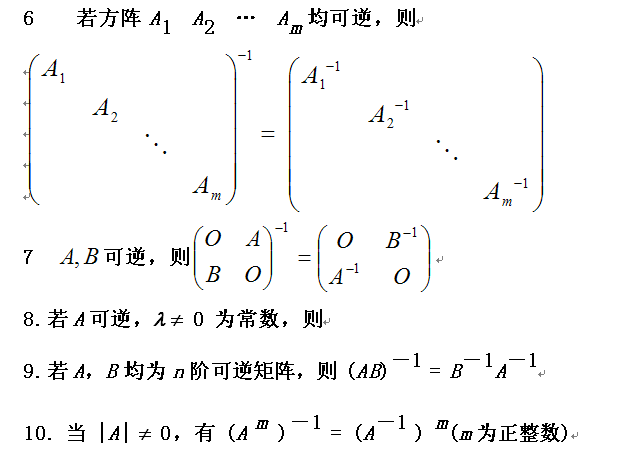 6 若方阵 A₁ A₂ … Aₘ 均可逆，则
(A₁ A₂ ⋱ Aₘ)⁻¹ = (A₁⁻¹ A₂⁻¹ ⋱ Aₘ⁻¹)
7 A, B 可逆，则 (O A; B O)⁻¹ = (O B⁻¹; A⁻¹ O)
8. 若 A 可逆，λ ≠ 0 为常数，则
9. 若 A，B 均为 n 阶可逆矩阵，则 (AB)⁻¹ = B⁻¹A⁻¹
10. 当 |A| ≠ 0，有 (Aᵐ)⁻¹ = (A⁻¹)ᵐ(m 为正整数)